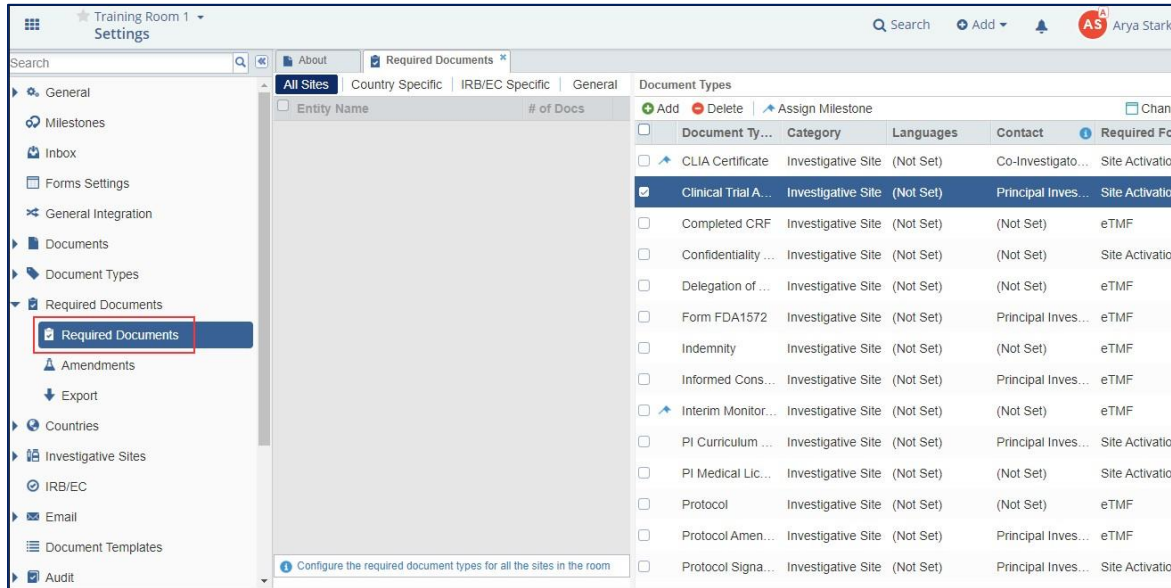 Training Room 1
Settings
Search
Add
A
AS
Arya Stark
Search
About
Required Documents
General
Milestones
Inbox
Forms Settings
General Integration
Documents
Document Types
Required Documents
Required Documents
Amendments
Export
Countries
Investigative Sites
IRB/EC
Email
Document Templates
Audit
All Sites Country Specific IRB/EC Specific General
Entity Name # of Docs
Configure the required document types for all the sites in the room
Document Types
Add Delete Assign Milestone Chan
Document Ty... Category Languages Contact Required Fo
CLIA Certificate Investigative Site (Not Set) Co-Investigato... Site Activatio
Clinical Trial A... Investigative Site (Not Set) Principal Inves... Site Activatio
Completed CRF Investigative Site (Not Set) (Not Set) eTMF
Confidentiality ... Investigative Site (Not Set) (Not Set) Site Activatio
Delegation of ... Investigative Site (Not Set) (Not Set) eTMF
Form FDA1572 Investigative Site (Not Set) Principal Inves... eTMF
Indemnity Investigative Site (Not Set) (Not Set) eTMF
Informed Cons... Investigative Site (Not Set) Principal Inves... eTMF
Interim Monitor... Investigative Site (Not Set) (Not Set) eTMF
PI Curriculum ... Investigative Site (Not Set) Principal Inves... Site Activatio
PI Medical Lic... Investigative Site (Not Set) (Not Set) Site Activatio
Protocol Investigative Site (Not Set) (Not Set) eTMF
Protocol Amen... Investigative Site (Not Set) Principal Inves... eTMF
Protocol Signa... Investigative Site (Not Set) Principal Inves... Site Activatio